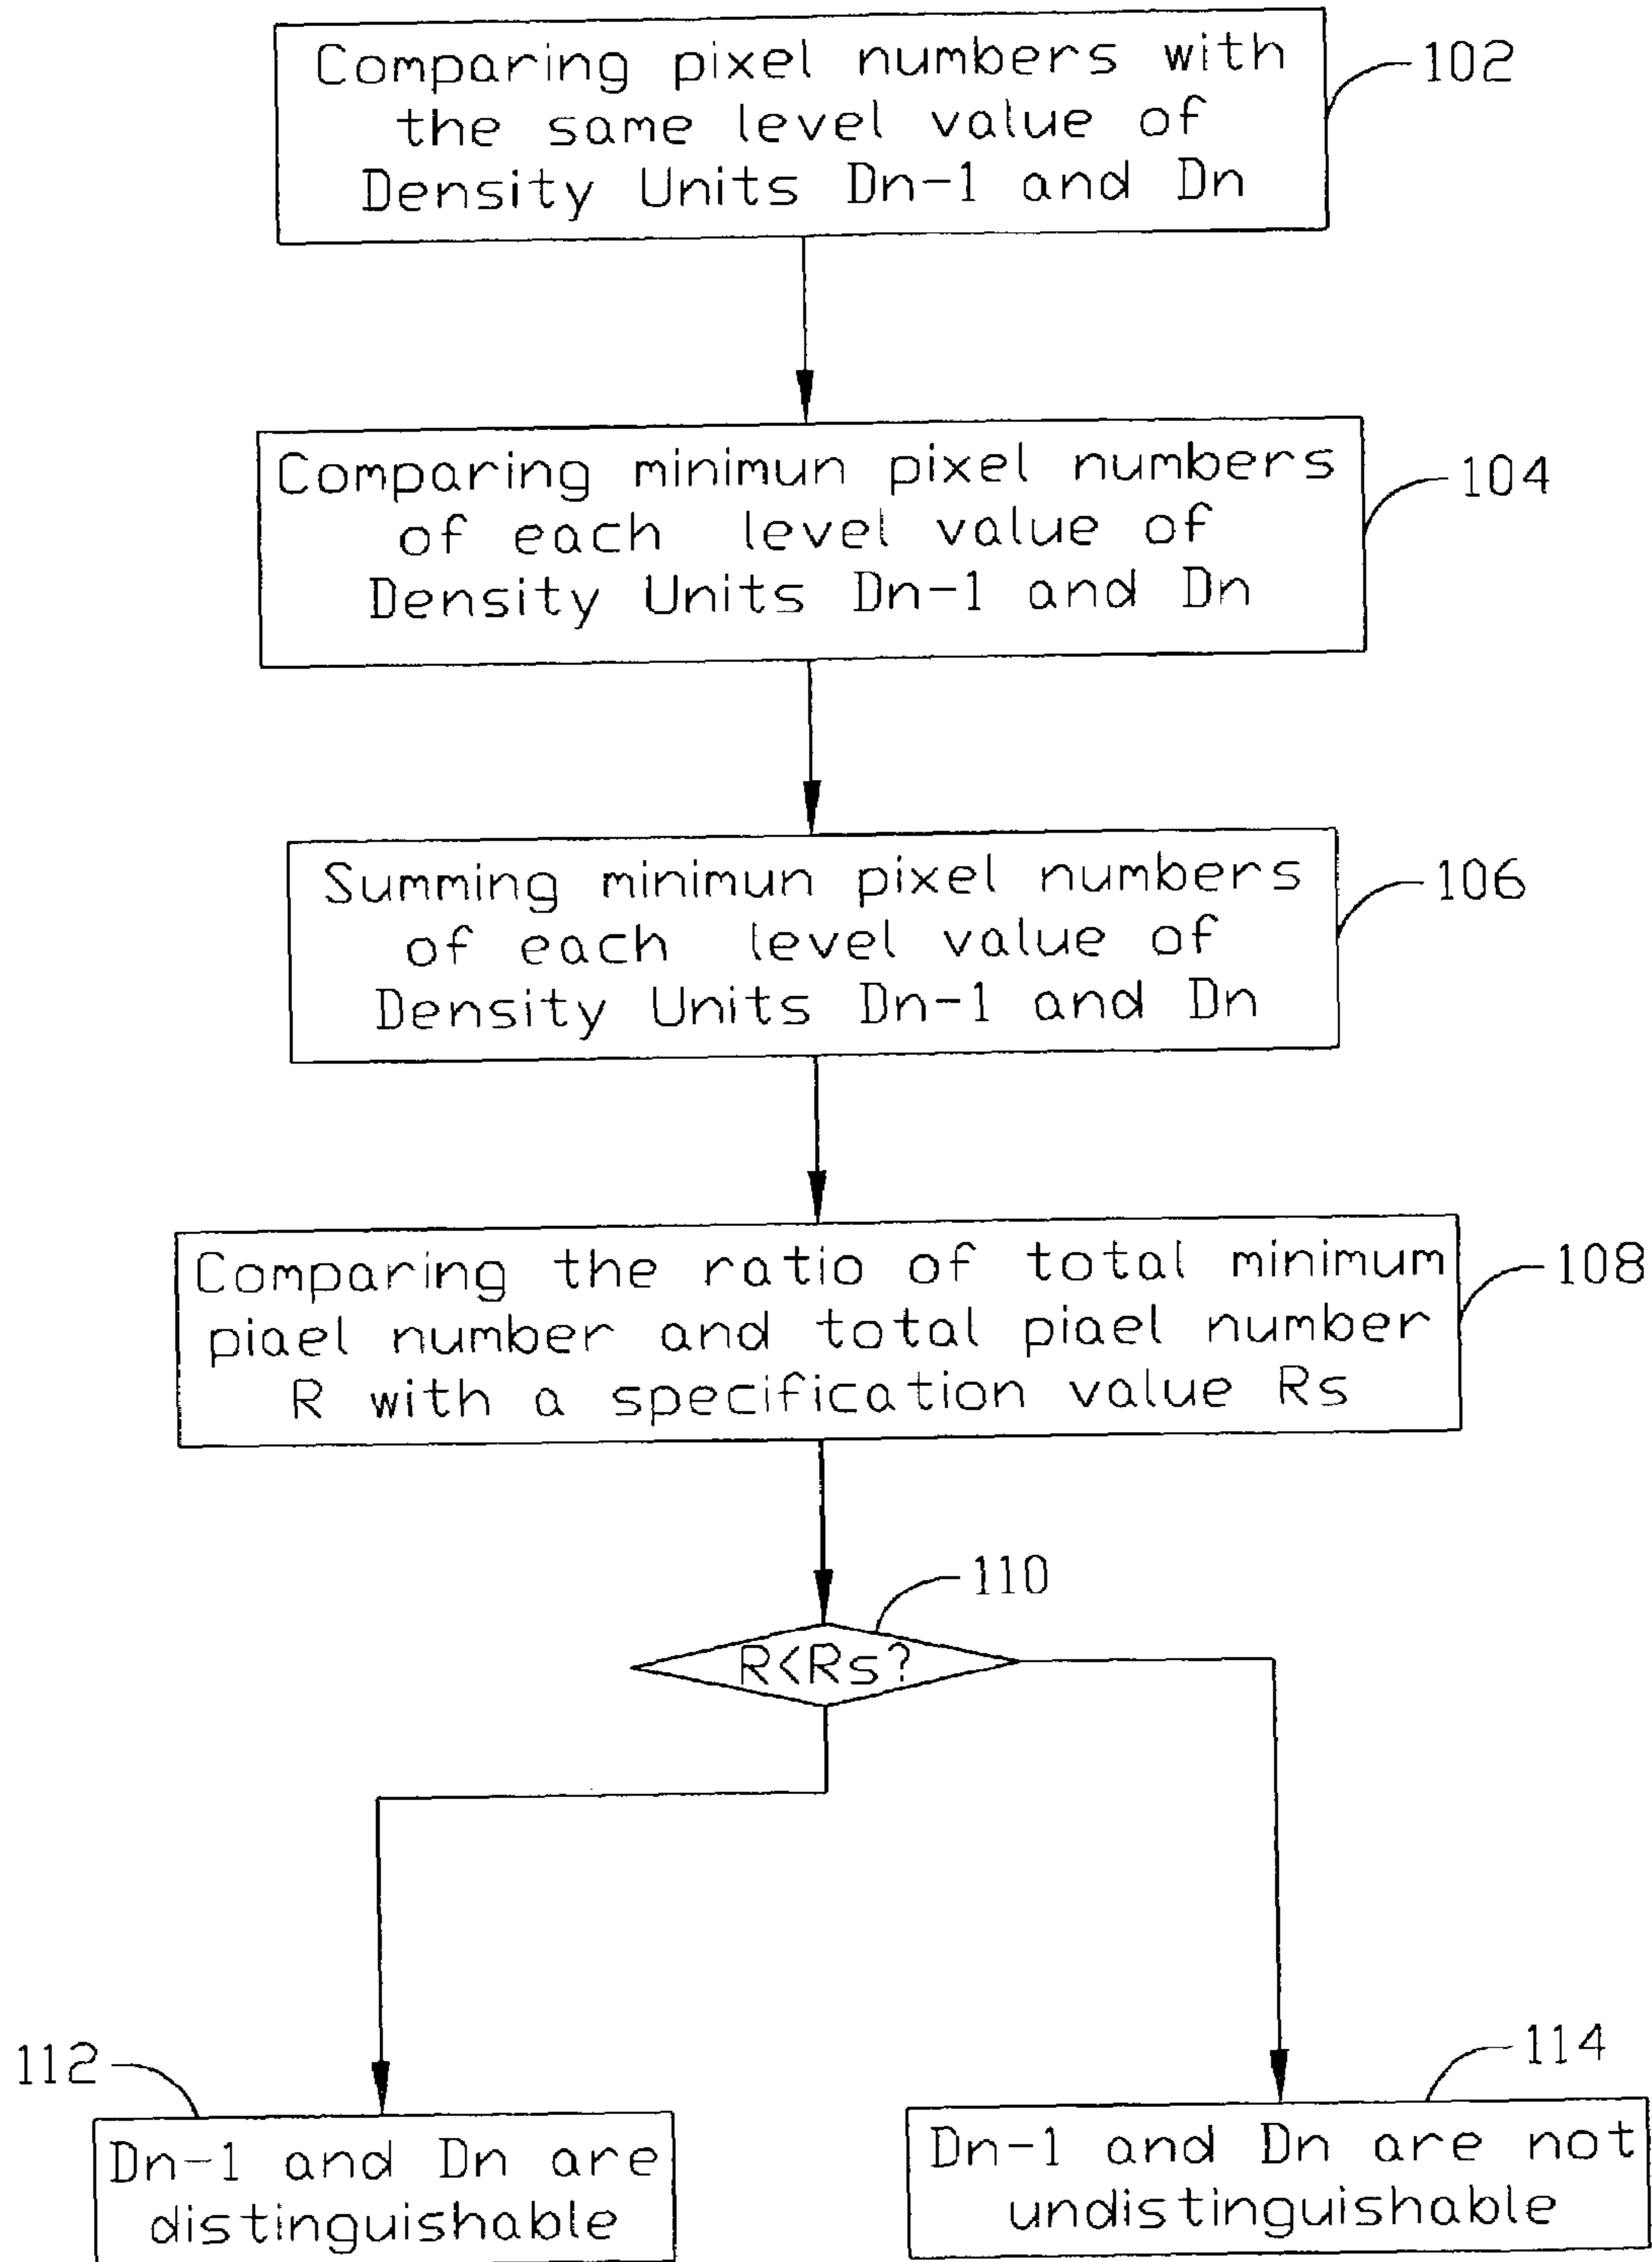 Comparing pixel numbers with
the same level value of
Density Units Dn-1 and Dn
102
Comparing minimun pixel numbers
of each level value of
Density Units Dn-1 and Dn
104
Summing minimun pixel numbers
of each level value of
Density Units Dn-1 and Dn
106
Comparing the ratio of total minimum
piael number and total piael number
R with a specification value Rs
108
R<Rs?
110
112
Dn-1 and Dn are
distinguishable
114
Dn-1 and Dn are not
undistinguishable